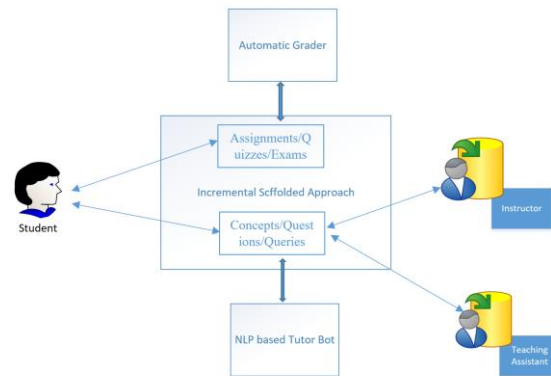 Automatic Grader
Assignments/Q
uizzes/Exams
Incremental Scffolded Approach
Concepts/Quest
ions/Queries
Student
Instructor
NLP based Tutor Bot
Teaching
Assistant